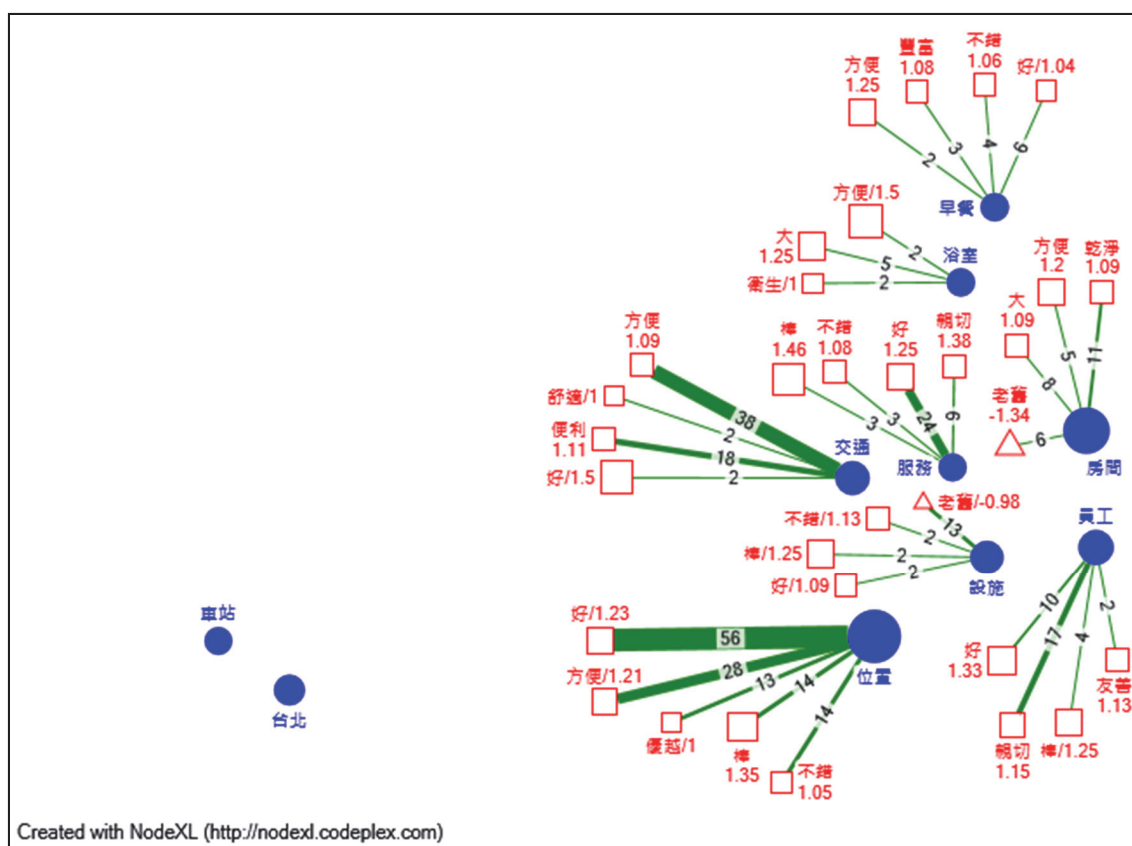 方便
1.25
豐富
1.08
不錯
1.06
好/1.04
2
3
4
6
早餐
方便/1.5
大
1.25
衛生/1
2
5
2
浴室
方便
1.2
乾淨
1.09
大
1.09
老舊
-1.34
5
11
8
6
房間
方便
1.09
舒適/1
便利
1.11
好/1.5
38
2
18
2
交通
棒
1.46
不錯
1.08
好
1.25
親切
1.38
3
3
24
6
服務
老舊/-0.98
不錯/1.13
棒/1.25
好/1.09
13
2
2
2
設施
員工
10
17
4
2
好
1.33
親切
1.15
棒/1.25
友善
1.13
好/1.23
方便/1.21
優越/1
棒
1.35
不錯
1.05
56
28
13
14
14
位置
車站
台北
Created with NodeXL (http://nodexl.codeplex.com)